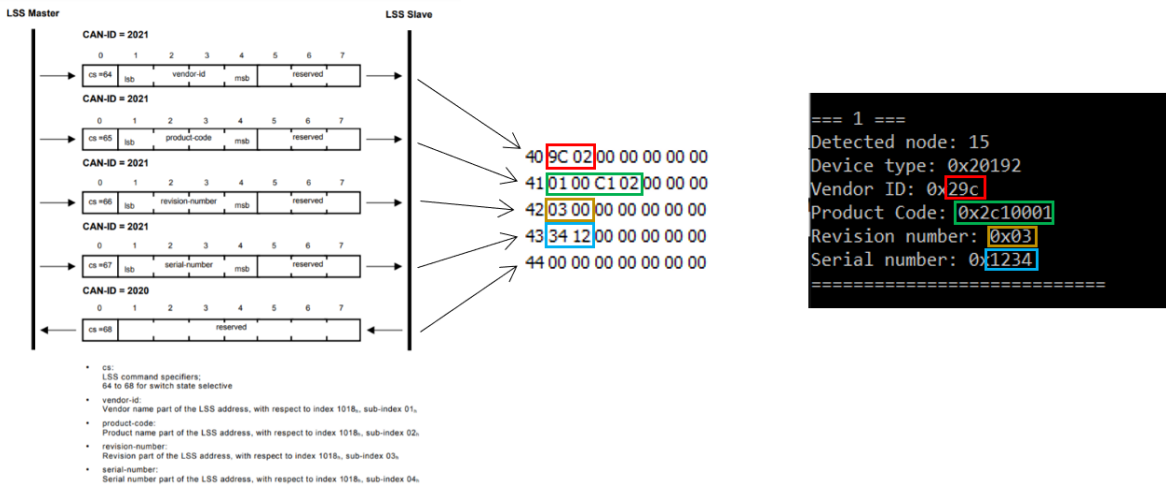 LSS Master
LSS Slave
CAN-ID = 2021
0 1 2 3 4 5 6 7
cs =64 lsb vendor-id msb reserved
CAN-ID = 2021
0 1 2 3 4 5 6 7
cs =65 lsb product-code msb reserved
CAN-ID = 2021
0 1 2 3 4 5 6 7
cs =66 lsb revision-number msb reserved
CAN-ID = 2021
0 1 2 3 4 5 6 7
cs =67 lsb serial-number msb reserved
CAN-ID = 2020
0 1 2 3 4 5 6 7
cs =68 reserved
• cs:
LSS command specifiers;
64 to 68 for switch state selective
• vendor-id:
Vendor name part of the LSS address, with respect to index 1018h, sub-index 01h
• product-code:
Product name part of the LSS address, with respect to index 1018h, sub-index 02h
• revision-number:
Revision part of the LSS address, with respect to index 1018h, sub-index 03h
• serial-number:
Serial number part of the LSS address, with respect to index 1018h, sub-index 04h
40 9C 02 00 00 00 00 00
41 01 00 C1 02 00 00 00
42 03 00 00 00 00 00 00
43 34 12 00 00 00 00 00
44 00 00 00 00 00 00 00
=== 1 ===
Detected node: 15
Device type: 0x20192
Vendor ID: 0x29c
Product Code: 0x2c10001
Revision number: 0x03
Serial number: 0x1234
============================